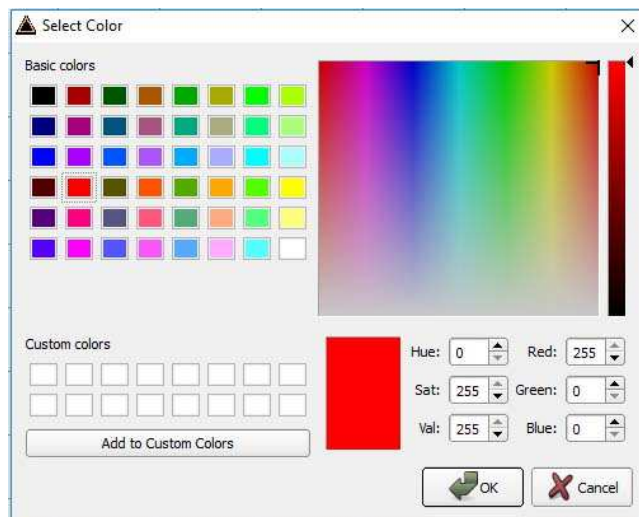 Select Color
Basic colors
Custom colors
Add to Custom Colors
Hue: 0 Red: 255
Sat: 255 Green: 0
Val: 255 Blue: 0
OK Cancel